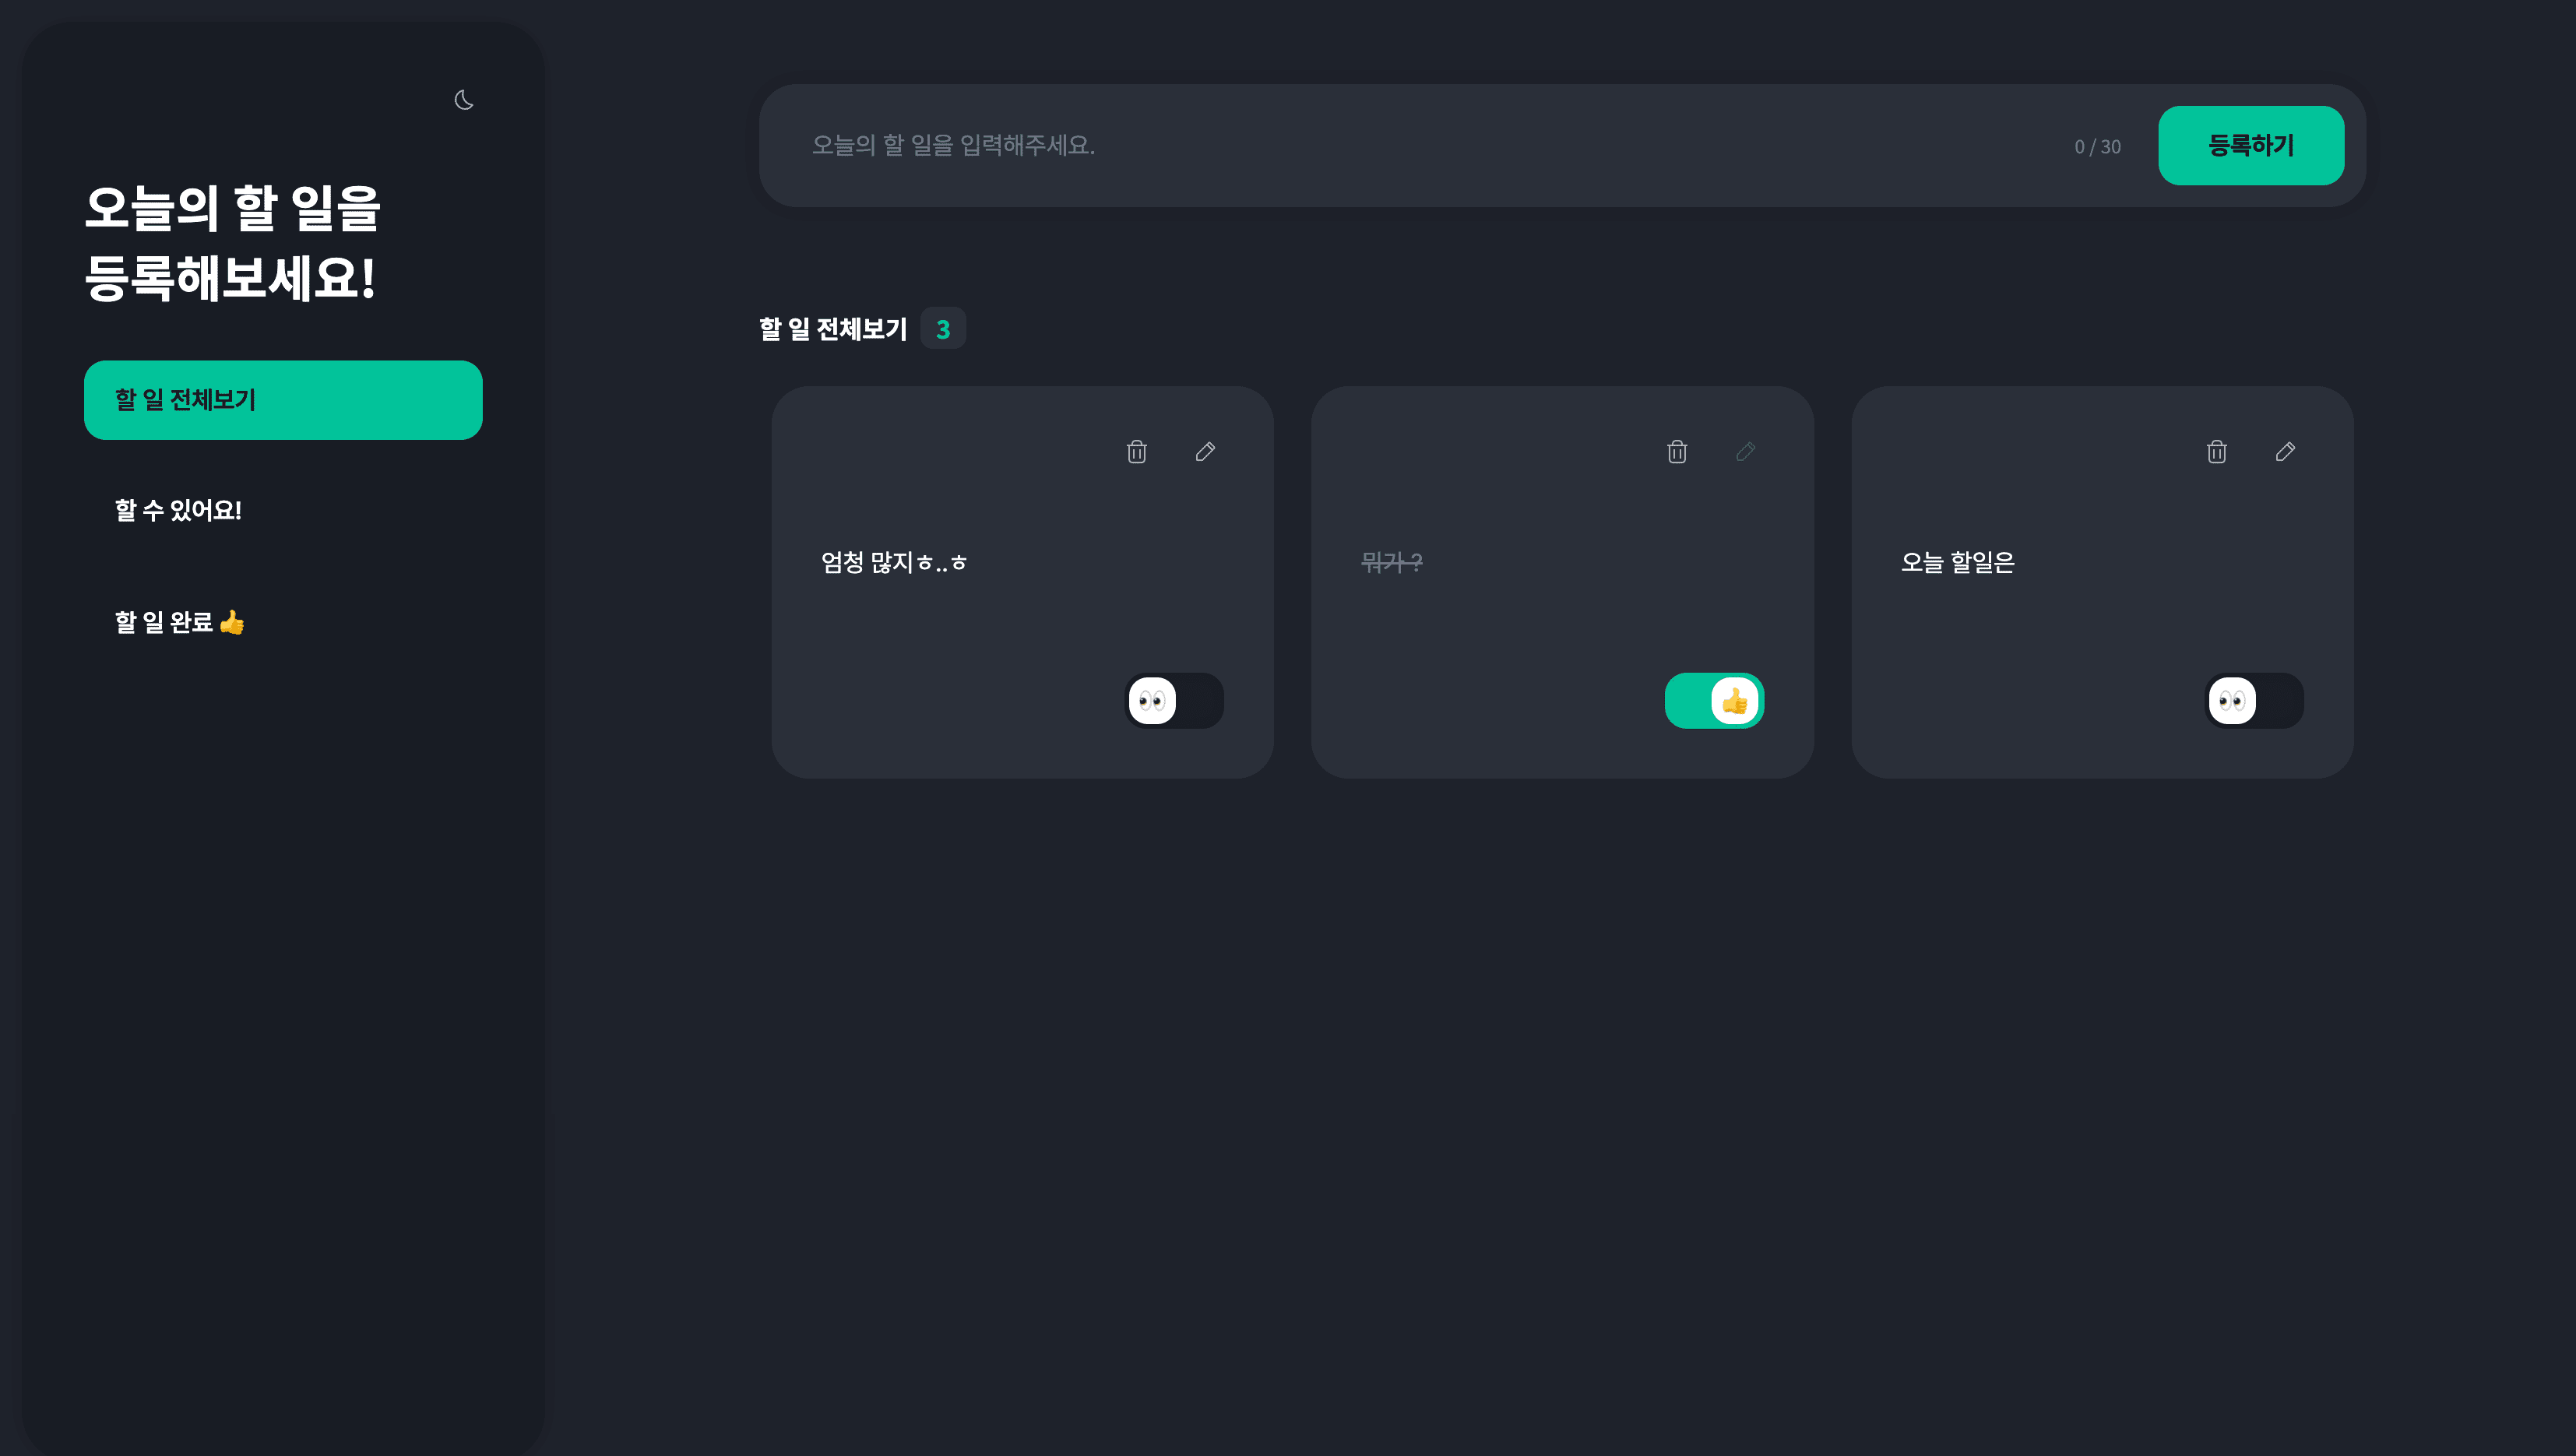 오늘의 할 일을
등록해보세요!
할 일 전체보기
할 수 있어요!
할 일 완료 👍
오늘의 할 일을 입력해주세요.
0 / 30
등록하기
할 일 전체보기 3
엄청 많지ㅎ..ㅎ
뭐가 ?
오늘 할일은